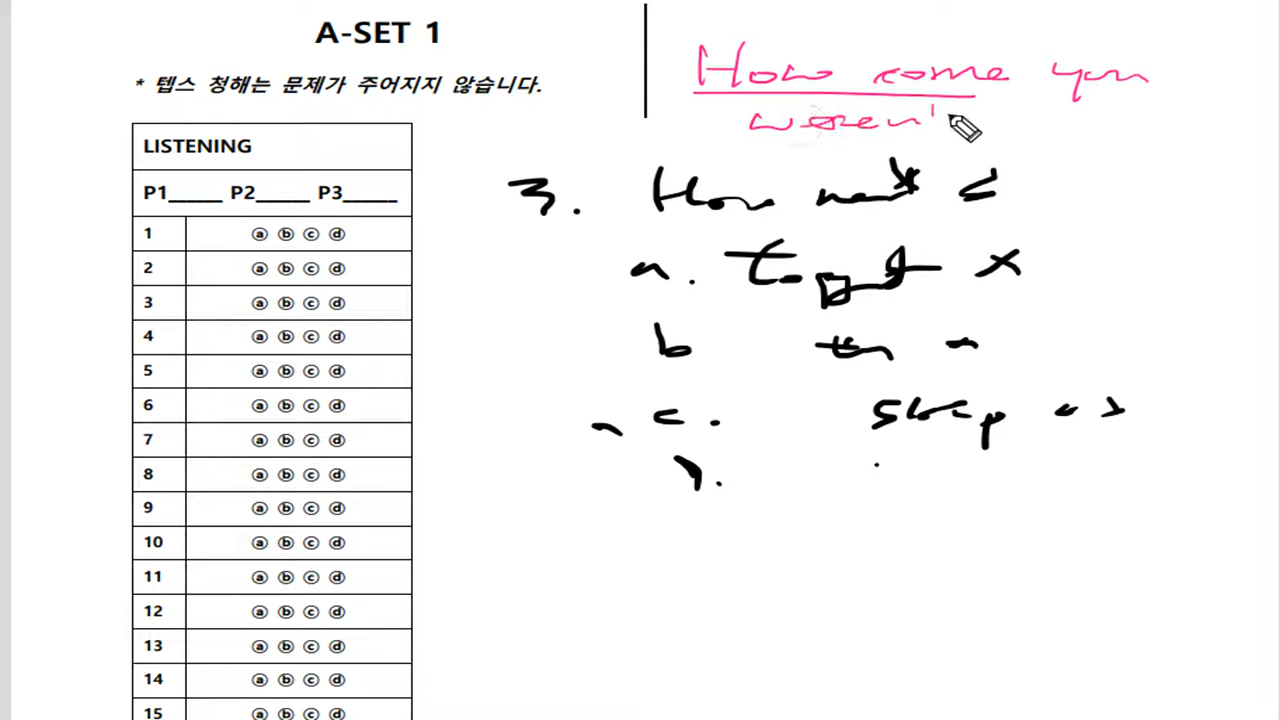 A-SET 1
* 텝스 청해는 문제가 주어지지 않습니다.
LISTENING
P1_____ P2_____ P3_____
1 ⓐ ⓑ ⓒ ⓓ
2 ⓐ ⓑ ⓒ ⓓ
3 ⓐ ⓑ ⓒ ⓓ
4 ⓐ ⓑ ⓒ ⓓ
5 ⓐ ⓑ ⓒ ⓓ
6 ⓐ ⓑ ⓒ ⓓ
7 ⓐ ⓑ ⓒ ⓓ
8 ⓐ ⓑ ⓒ ⓓ
9 ⓐ ⓑ ⓒ ⓓ
10 ⓐ ⓑ ⓒ ⓓ
11 ⓐ ⓑ ⓒ ⓓ
12 ⓐ ⓑ ⓒ ⓓ
13 ⓐ ⓑ ⓒ ⓓ
14 ⓐ ⓑ ⓒ ⓓ
15 ⓐ ⓑ ⓒ ⓓ
How come you
weren'
3. How
a.
b
c. sleep